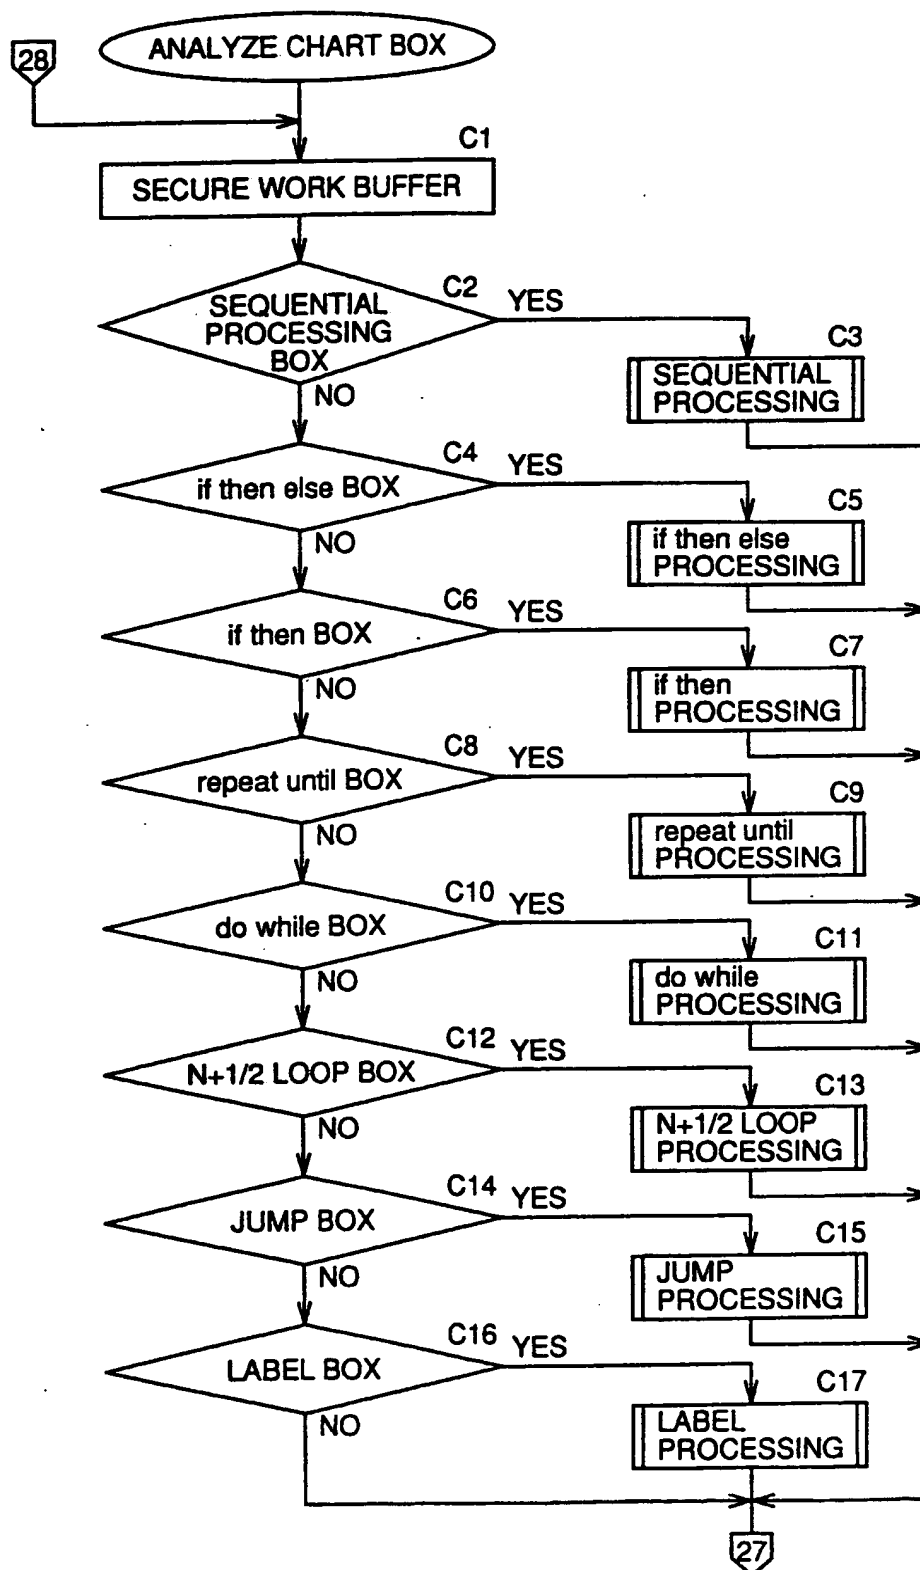 ANALYZE CHART BOX
28
C1
SECURE WORK BUFFER
C2
YES
SEQUENTIAL
PROCESSING
BOX
NO
C3
SEQUENTIAL
PROCESSING
C4
YES
if then else BOX
NO
C5
if then else
PROCESSING
C6
YES
if then BOX
NO
C7
if then
PROCESSING
C8
YES
repeat until BOX
NO
C9
repeat until
PROCESSING
C10
YES
do while BOX
NO
C11
do while
PROCESSING
C12
YES
N+1/2 LOOP BOX
NO
C13
N+1/2 LOOP
PROCESSING
C14
YES
JUMP BOX
NO
C15
JUMP
PROCESSING
C16
YES
LABEL BOX
NO
C17
LABEL
PROCESSING
27